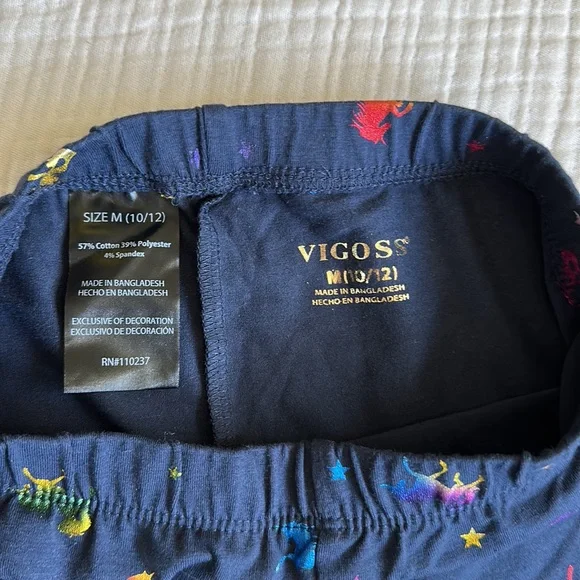 SIZE M (10/12)
57% Cotton 39% Polyester
4% Spandex
MADE IN BANGLADESH
HECHO EN BANGLADESH
EXCLUSIVE OF DECORATION
EXCLUSIVO DE DECORACIÓN
RN#110237
VIGOSS®
M(10/12)
MADE IN BANGLADESH
HECHO EN BANGLADESH